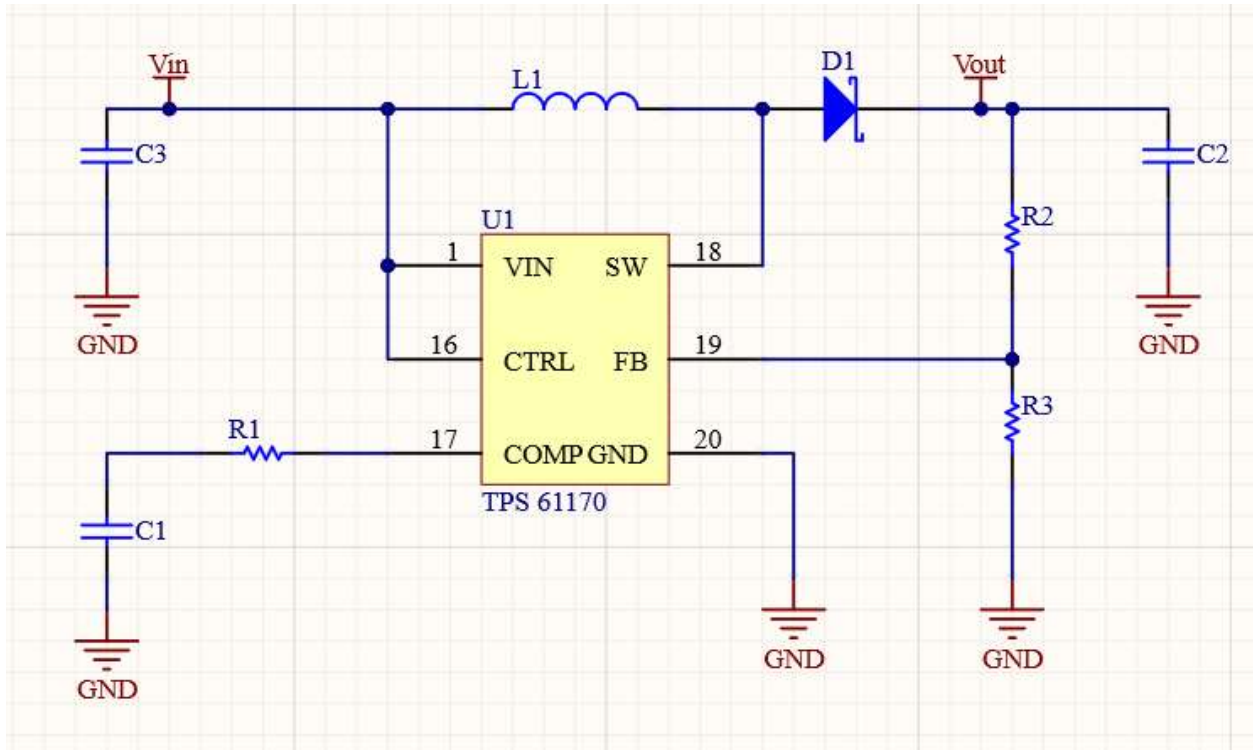 Vin
L1
D1
Vout
C3
C2
U1
R2
1
VIN
SW
18
GND
GND
16
CTRL
FB
19
R3
R1
17
COMP
GND
20
TPS 61170
C1
GND
GND
GND